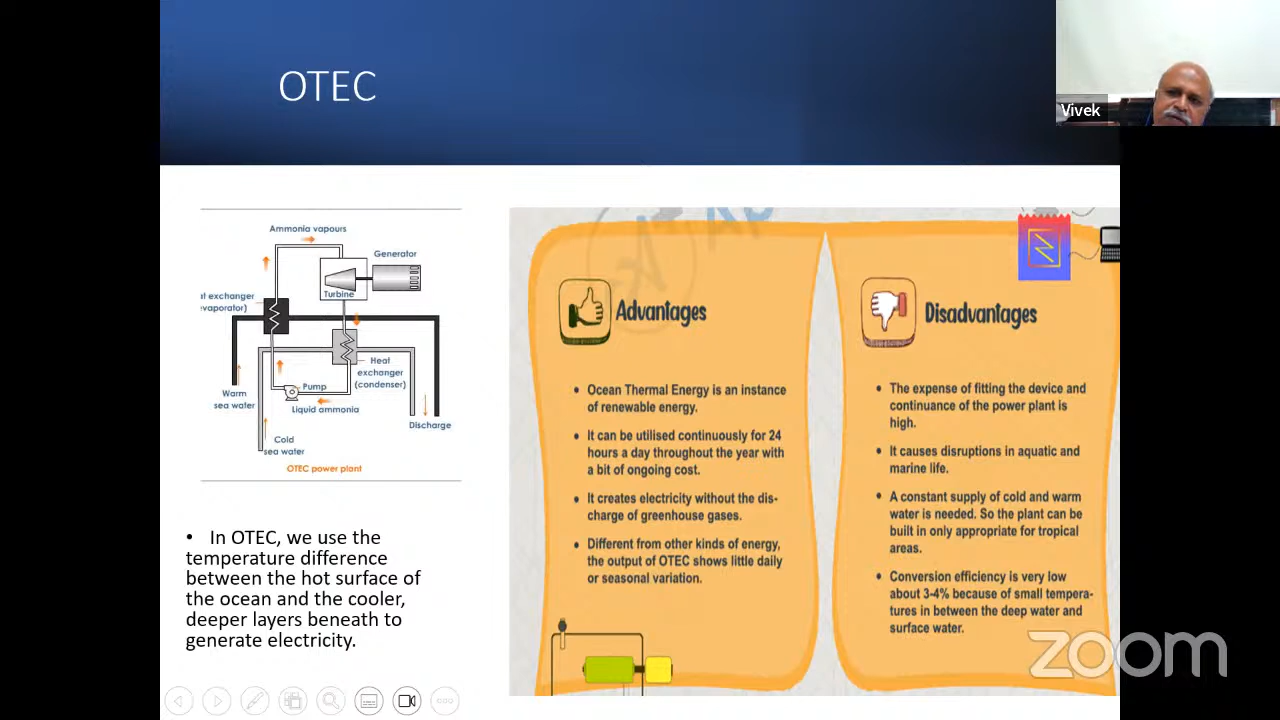 OTEC
Vivek
Ammonia vapours
Generator
Turbine
at exchanger
evaporator)
Heat
exchanger
(condenser)
Pump
Warm
sea water
Liquid ammonia
Discharge
Cold
sea water
OTEC power plant
• In OTEC, we use the
temperature difference
between the hot surface of
the ocean and the cooler,
deeper layers beneath to
generate electricity.
Advantages
• Ocean Thermal Energy is an instance
of renewable energy.
• It can be utilised continuously for 24
hours a day throughout the year with
a bit of ongoing cost.
• It creates electricity without the dis-
charge of greenhouse gases.
• Different from other kinds of energy,
the output of OTEC shows little daily
or seasonal variation.
Disadvantages
• The expense of fitting the device and
continuance of the power plant is
high.
• It causes disruptions in aquatic and
marine life.
• A constant supply of cold and warm
water is needed. So the plant can be
built in only appropriate for tropical
areas.
• Conversion efficiency is very low
about 3-4% because of small tempera-
tures in between the deep water and
surface water.
zoom